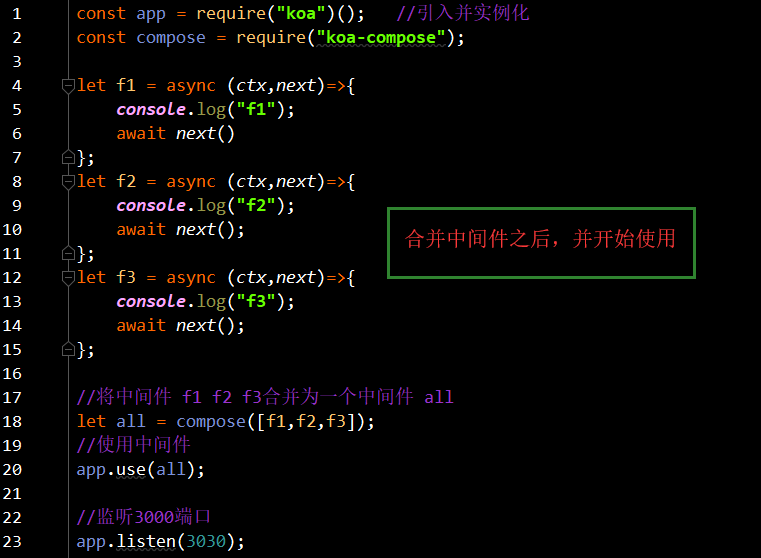 1 const app = require("koa")();   //引入并实例化
2 const compose = require("koa-compose");
3
4 let f1 = async (ctx,next)=>{
5     console.log("f1");
6     await next()
7 };
8 let f2 = async (ctx,next)=>{
9     console.log("f2");
10     await next();
11 };
12 let f3 = async (ctx,next)=>{
13     console.log("f3");
14     await next();
15 };
16
17 //将中间件 f1 f2 f3合并为一个中间件 all
18 let all = compose([f1,f2,f3]);
19 //使用中间件
20 app.use(all);
21
22 //监听3000端口
23 app.listen(3030);
合并中间件之后，并开始使用